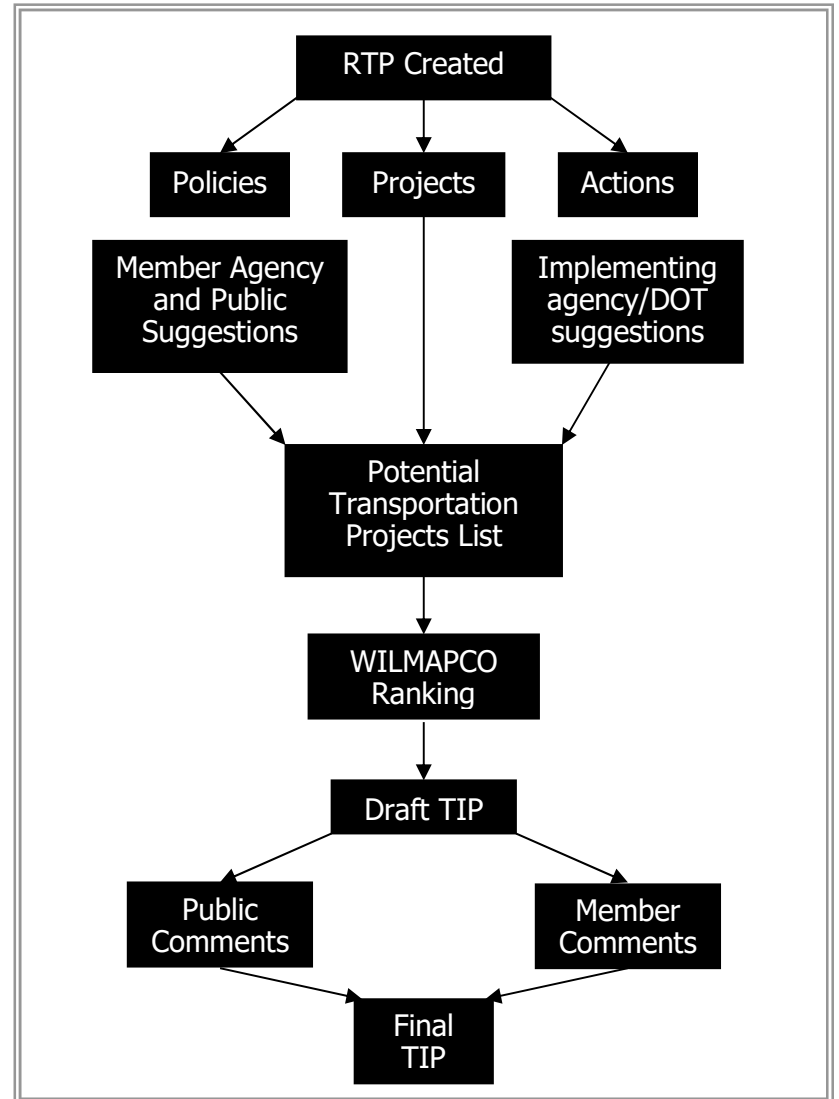 RTP Created
Policies
Projects
Actions
Member Agency
and Public
Suggestions
Implementing
agency/DOT
suggestions
Potential
Transportation
Projects List
WILMAPCO
Ranking
Draft TIP
Public
Comments
Member
Comments
Final
TIP